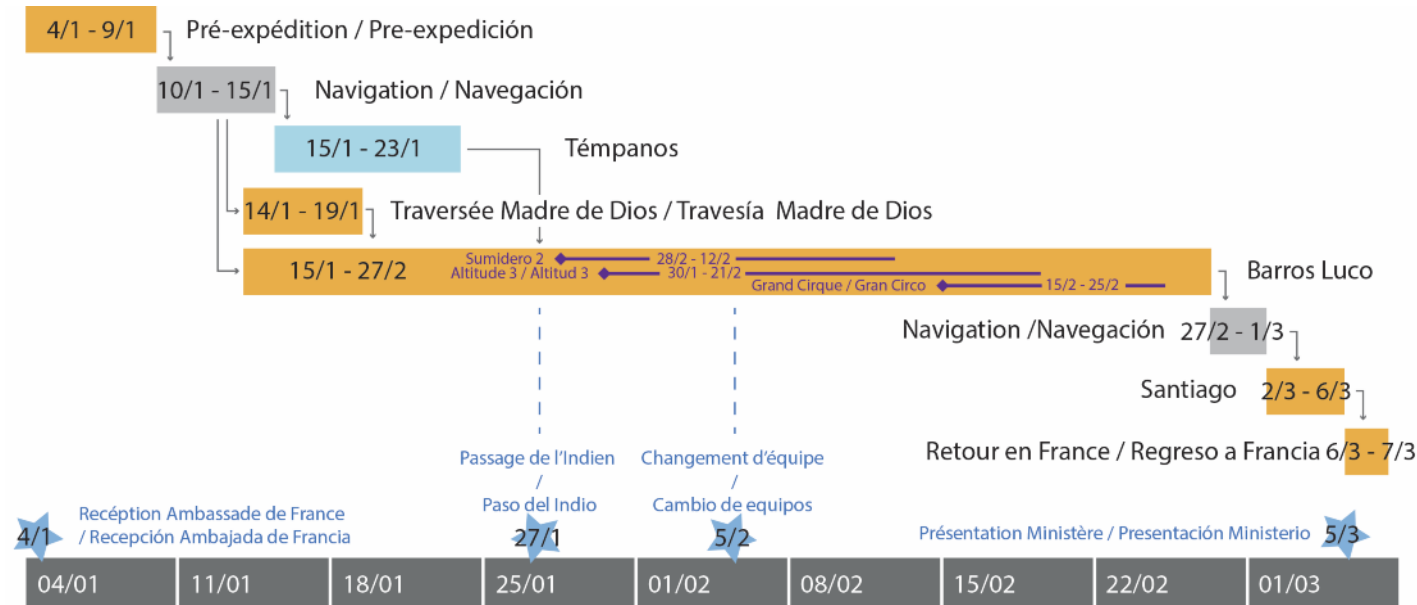 4/1 - 9/1 Pré-expédition / Pre-expedición
10/1 - 15/1 Navigation / Navegación
15/1 - 23/1 Témpanos
14/1 - 19/1 Traversée Madre de Dios / Travesía Madre de Dios
15/1 - 27/2
Sumidero 2 28/2 - 12/2
Altitude 3 / Altitud 3 30/1 - 21/2
Grand Cirque / Gran Circo 15/2 - 25/2
Barros Luco
Navigation /Navegación 27/2 - 1/3
Santiago 2/3 - 6/3
Retour en France / Regreso a Francia 6/3 - 7/3
Passage de l'Indien
/
Paso del Indio
27/1
Changement d'équipe
/
Cambio de equipos
5/2
4/1
Recéption Ambassade de France
/ Recepción Ambajada de Francia
Présentation Ministère / Presentación Ministerio 5/3
04/01 11/01 18/01 25/01 01/02 08/02 15/02 22/02 01/03